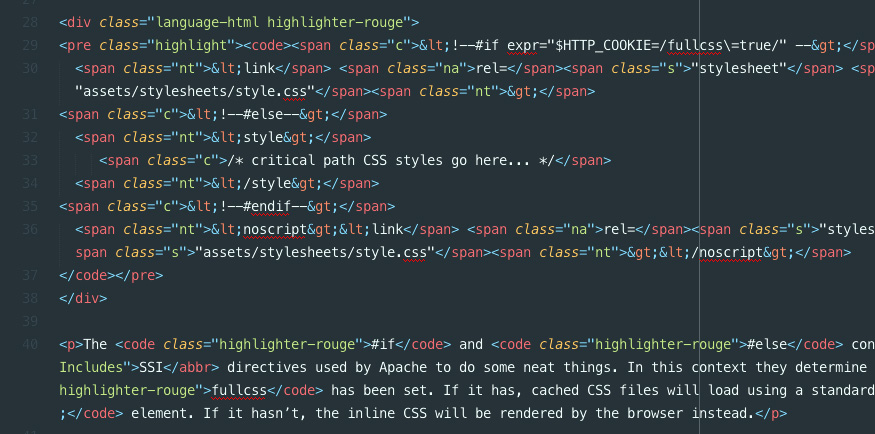 28 <div class="language-html highlighter-rouge">
29 <pre class="highlight"><code><span class="c">&lt;!--#if expr="$HTTP_COOKIE=/fullcss\=true/" --&gt;</sp
30 <span class="nt">&lt;link</span> <span class="na">rel=</span><span class="s">"stylesheet"</span> <sp
"assets/stylesheets/style.css"</span><span class="nt">&gt;</span>
31 <span class="c">&lt;!--#else--&gt;</span>
32 <span class="nt">&lt;style&gt;</span>
33 <span class="c">/* critical path CSS styles go here... */</span>
34 <span class="nt">&lt;/style&gt;</span>
35 <span class="c">&lt;!--#endif--&gt;</span>
36 <span class="nt">&lt;noscript&gt;&lt;link</span> <span class="na">rel=</span><span class="s">"styles
span class="s">"assets/stylesheets/style.css"</span><span class="nt">&gt;&lt;/noscript&gt;</span>
37 </code></pre>
38 </div>
39
40 <p>The <code class="highlighter-rouge">#if</code> and <code class="highlighter-rouge">#else</code> con
Includes">SSI</abbr> directives used by Apache to do some neat things. In this context they determine
highlighter-rouge">fullcss</code> has been set. If it has, cached CSS files will load using a standard
;</code> element. If it hasn’t, the inline CSS will be rendered by the browser instead.</p>